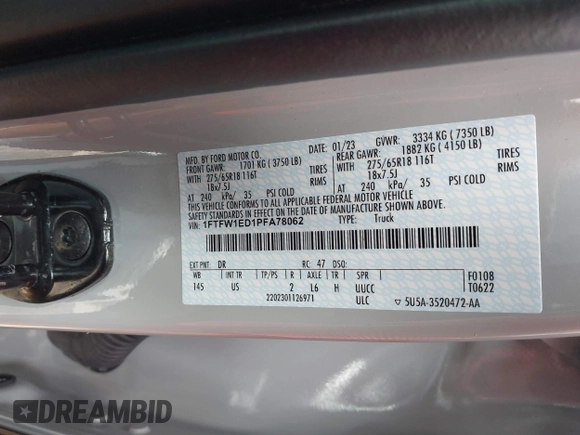 MFD. BY FORD MOTOR CO. DATE: 01/23 GVWR: 3334 KG ( 7350 LB)
FRONT GAWR: 1701 KG ( 3750 LB) REAR GAWR: 1882 KG ( 4150 LB)
WITH 275/65R18 116T TIRES WITH 275/65R18 116T TIRES
18x7.5J RIMS 18x7.5J RIMS
AT 240 kPa/ 35 PSI COLD AT 240 kPa/ 35 PSI COLD
THIS VEHICLE CONFORMS TO ALL APPLICABLE FEDERAL MOTOR VEHICLE
SAFETY AND THEFT PREVENTION STANDARDS IN EFFECT ON THE DATE OF MANUFACTURE SHOWN ABOVE.
VIN: 1FTFW1ED1PFA78062 TYPE: Truck
EXT PNT: DR RC: 47 DSO: F0108
WB INT TR TP/PS R AXLE TR SPR T0622
145 US 2 L6 H UUCC
2202301126971 ULC 5U5A-3520472-AA
DREAMBID